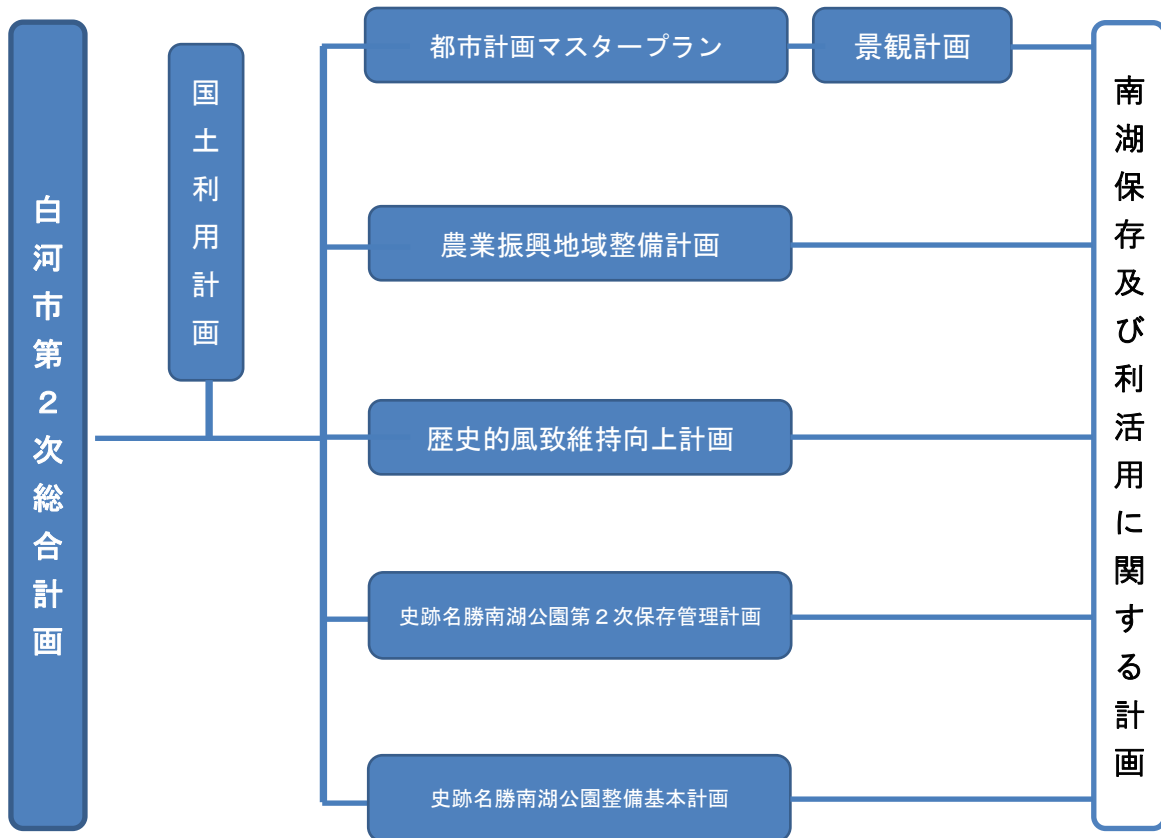 白河市第２次総合計画
国土利用計画
都市計画マスタープラン
景観計画
農業振興地域整備計画
歴史的風致維持向上計画
史跡名勝南湖公園第２次保存管理計画
史跡名勝南湖公園整備基本計画
南湖保存及び利活用に関する計画